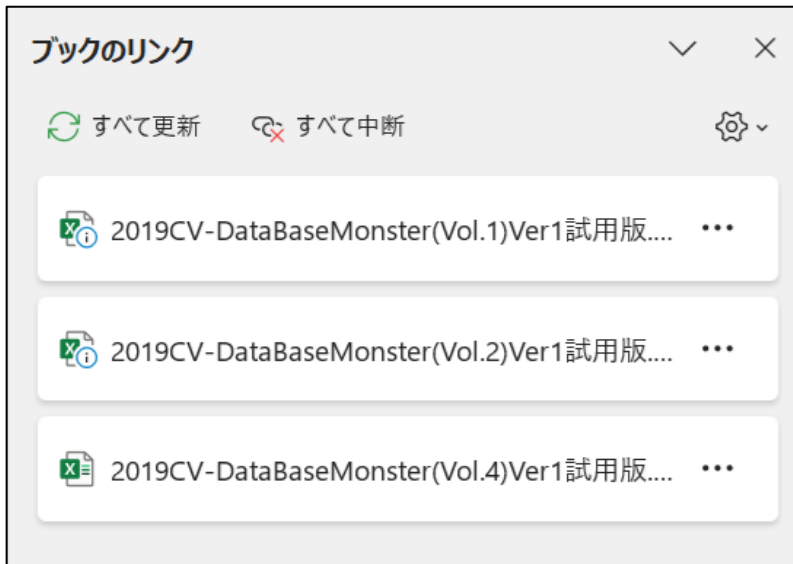 ブックのリンク
すべて更新 すべて中断
2019CV-DataBaseMonster(Vol.1)Ver1試用版....
2019CV-DataBaseMonster(Vol.2)Ver1試用版....
2019CV-DataBaseMonster(Vol.4)Ver1試用版....